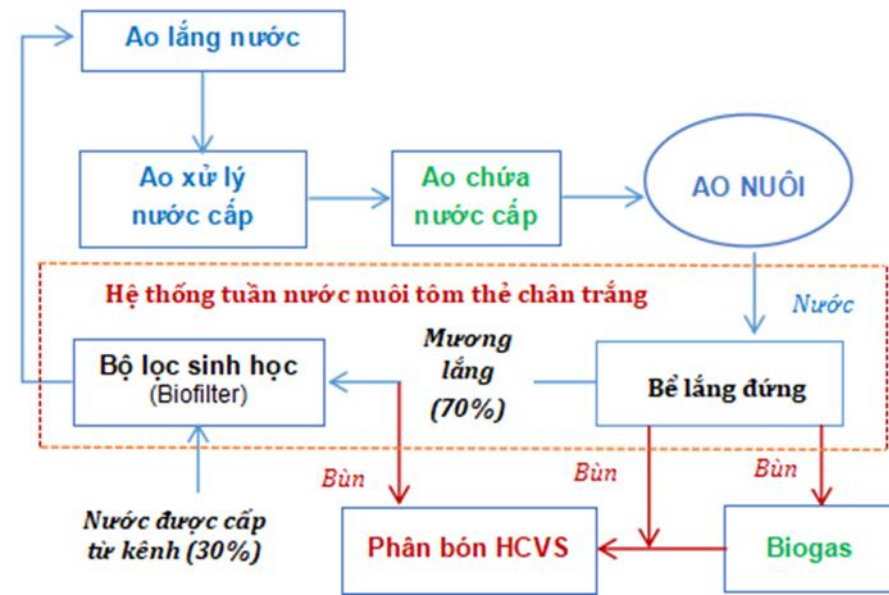 Ao lắng nước
Ao xử lý
nước cấp
Ao chứa
nước cấp
AO NUÔI
Hệ thống tuần nước nuôi tôm thẻ chân trắng
Nước
Bộ lọc sinh học
(Biofilter)
Mương
lắng
(70%)
Bể lắng đứng
Bùn
Bùn
Bùn
Nước được cấp
từ kênh (30%)
Phân bón HCVS
Biogas